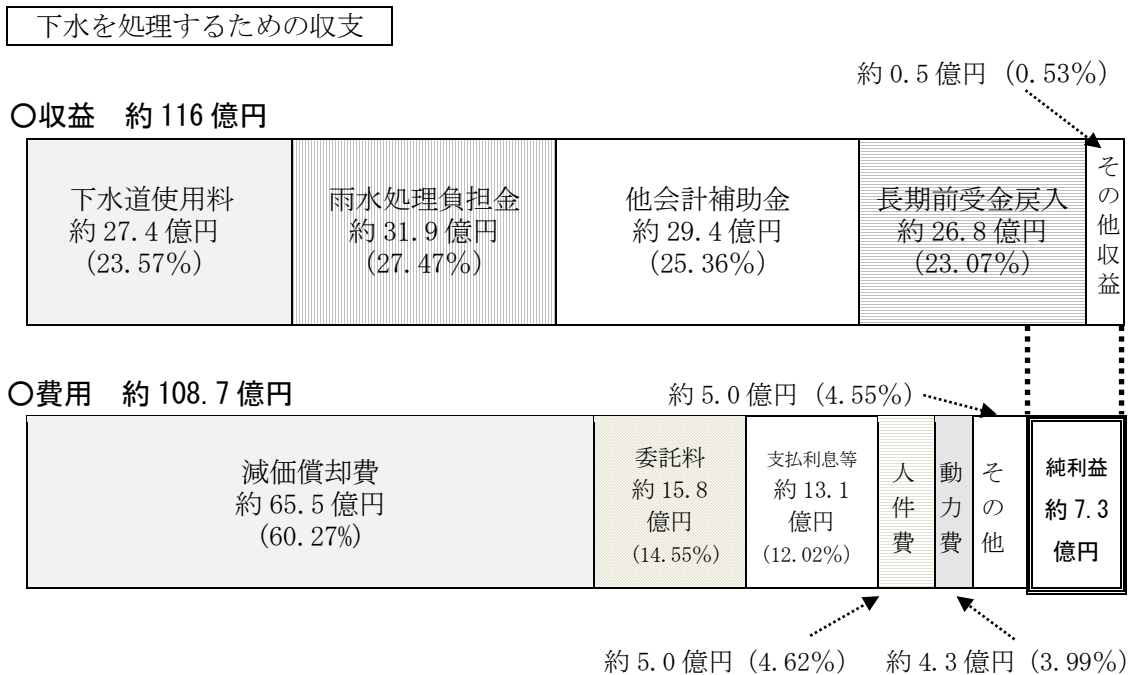 下水を処理するための収支
約 0.5 億円（0.53%）
○収益　約 116 億円
下水道使用料
約 27.4 億円
(23.57%)
雨水処理負担金
約 31.9 億円
(27.47%)
他会計補助金
約 29.4 億円
(25.36%)
長期前受金戻入
約 26.8 億円
(23.07%)
その他収益
○費用　約 108.7 億円
約 5.0 億円（4.55%）
減価償却費
約 65.5 億円
(60.27%)
委託料
約 15.8
億円
(14.55%)
支払利息等
約 13.1
億円
(12.02%)
人件費
動力費
その他
純利益
約 7.3
億円
約 5.0 億円（4.62%）
約 4.3 億円（3.99%）